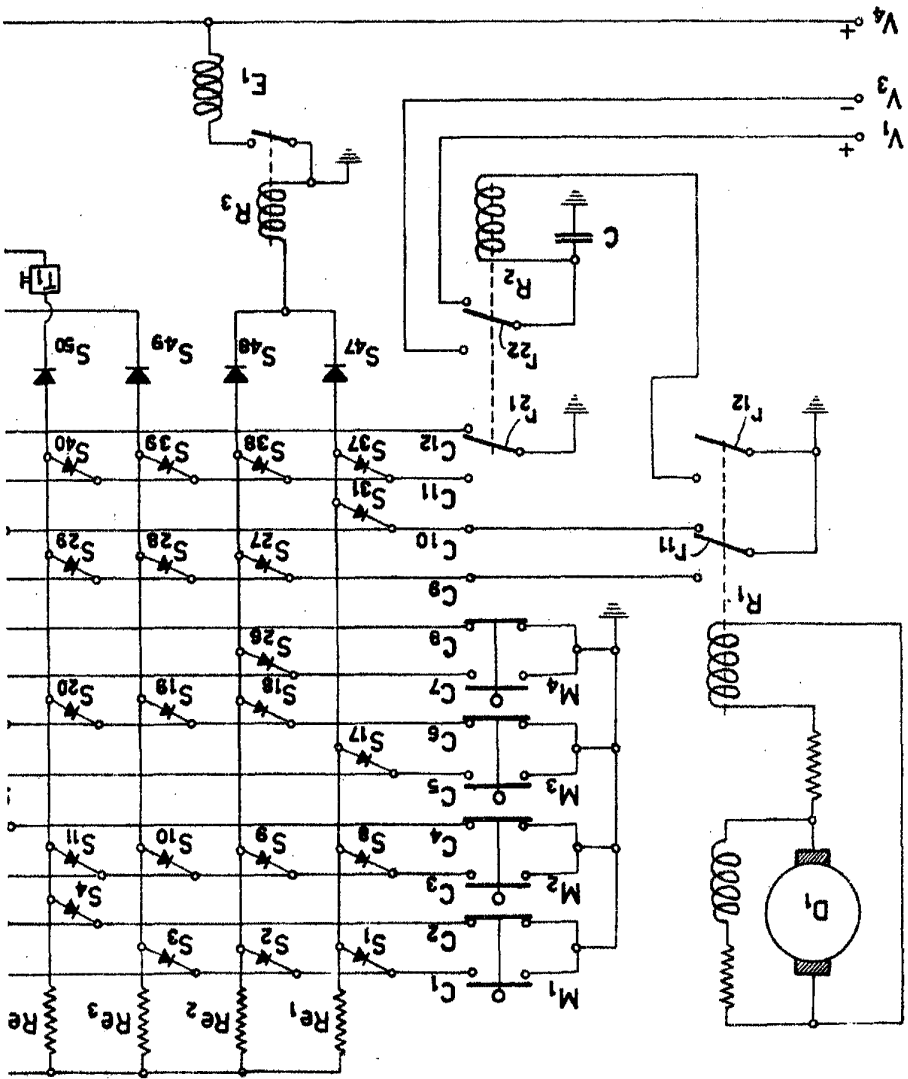 Re1 Re2 Re3 Re
M1 C1
S1 S2 S3
C2
S4
D1
M2 C3 S8 S9 S10 S11
C4
M3 C5 S17
C6 S18 S19 S20
M4 C7 S26
C8
R1
C9 S27 S28 S29
r11 C10 S31
C11 S37 S38 S39 S40
r12 r21 C12
r22 S47 S48 S49 S50
R2
T1
C
R3
V1 +
V3 −
E1
V4 +